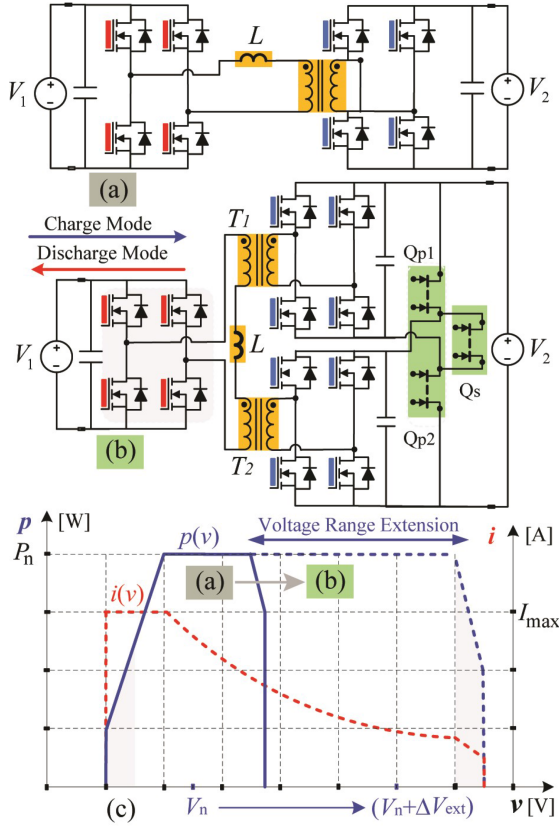 L
V1
V2
(a)
Charge Mode
Discharge Mode
T1
Qp1
V1
L
V2
Qs
(b)
T2
Qp2
p [W]
Voltage Range Extension
i [A]
Pn
p(v)
(a)
(b)
i(v)
Imax
(c)
Vn
(Vn+ΔVext)
v [V]